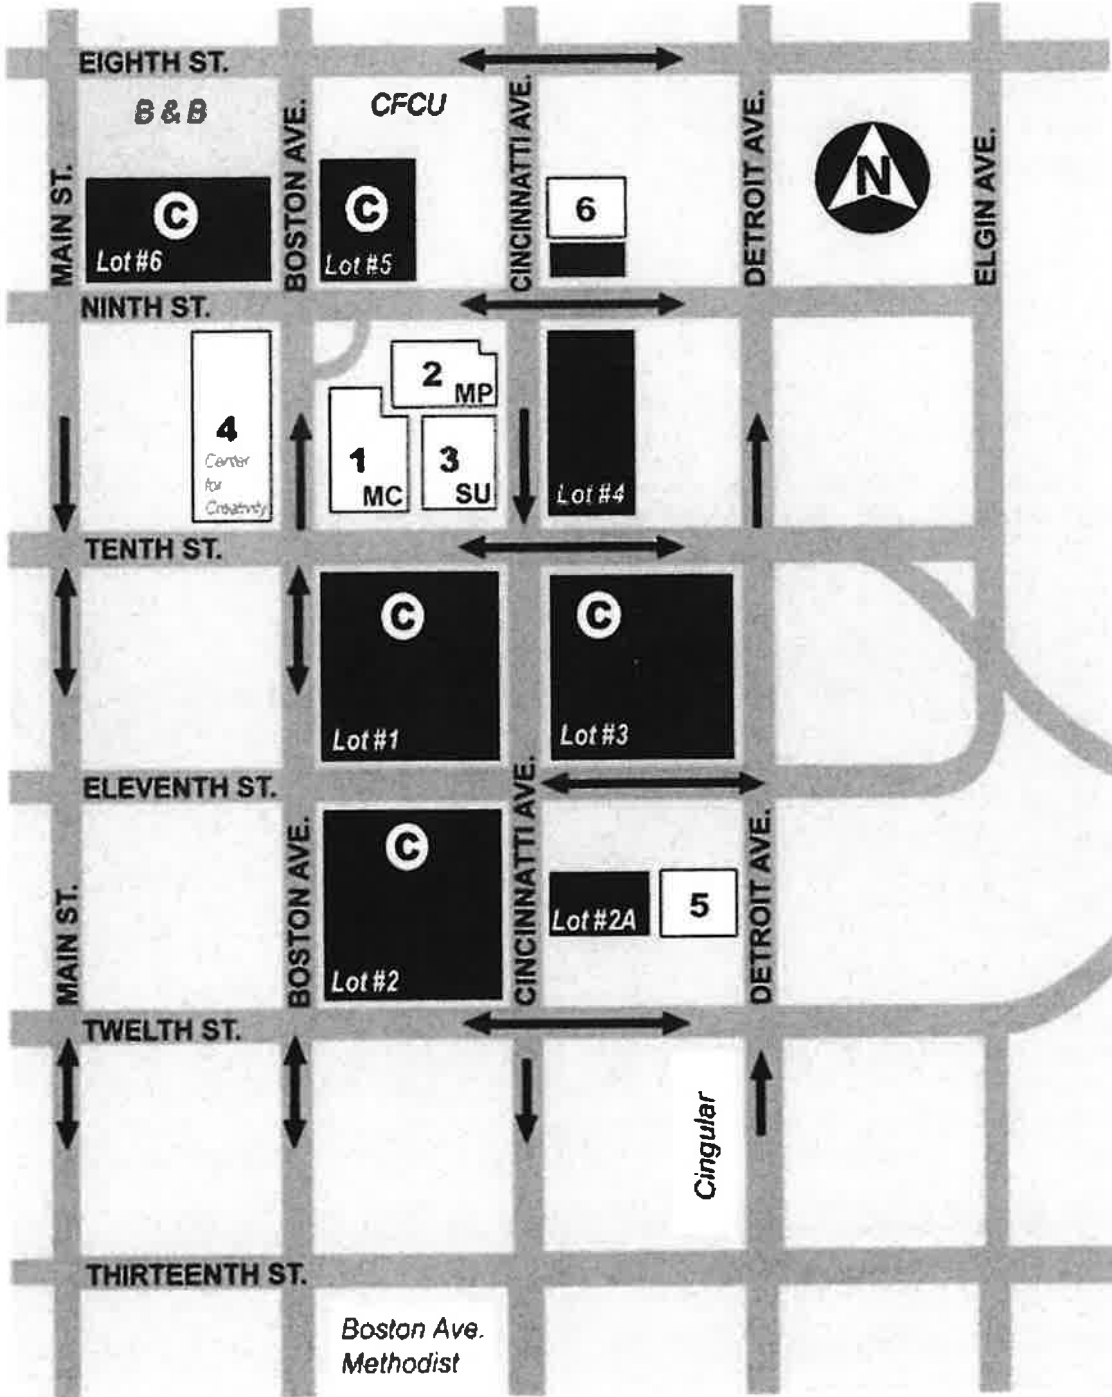 EIGHTH ST.
B & B
CFCU
MAIN ST.
BOSTON AVE.
CINCINNATTI AVE.
DETROIT AVE.
ELGIN AVE.
N
C
Lot #6
C
Lot #5
6
NINTH ST.
4
Center
for
Creativity
2
MP
1
MC
3
SU
Lot #4
TENTH ST.
C
Lot #1
C
Lot #3
ELEVENTH ST.
MAIN ST.
BOSTON AVE.
CINCINNATTI AVE.
DETROIT AVE.
C
Lot #2
Lot #2A
5
TWELTH ST.
Cingular
THIRTEENTH ST.
Boston Ave.
Methodist